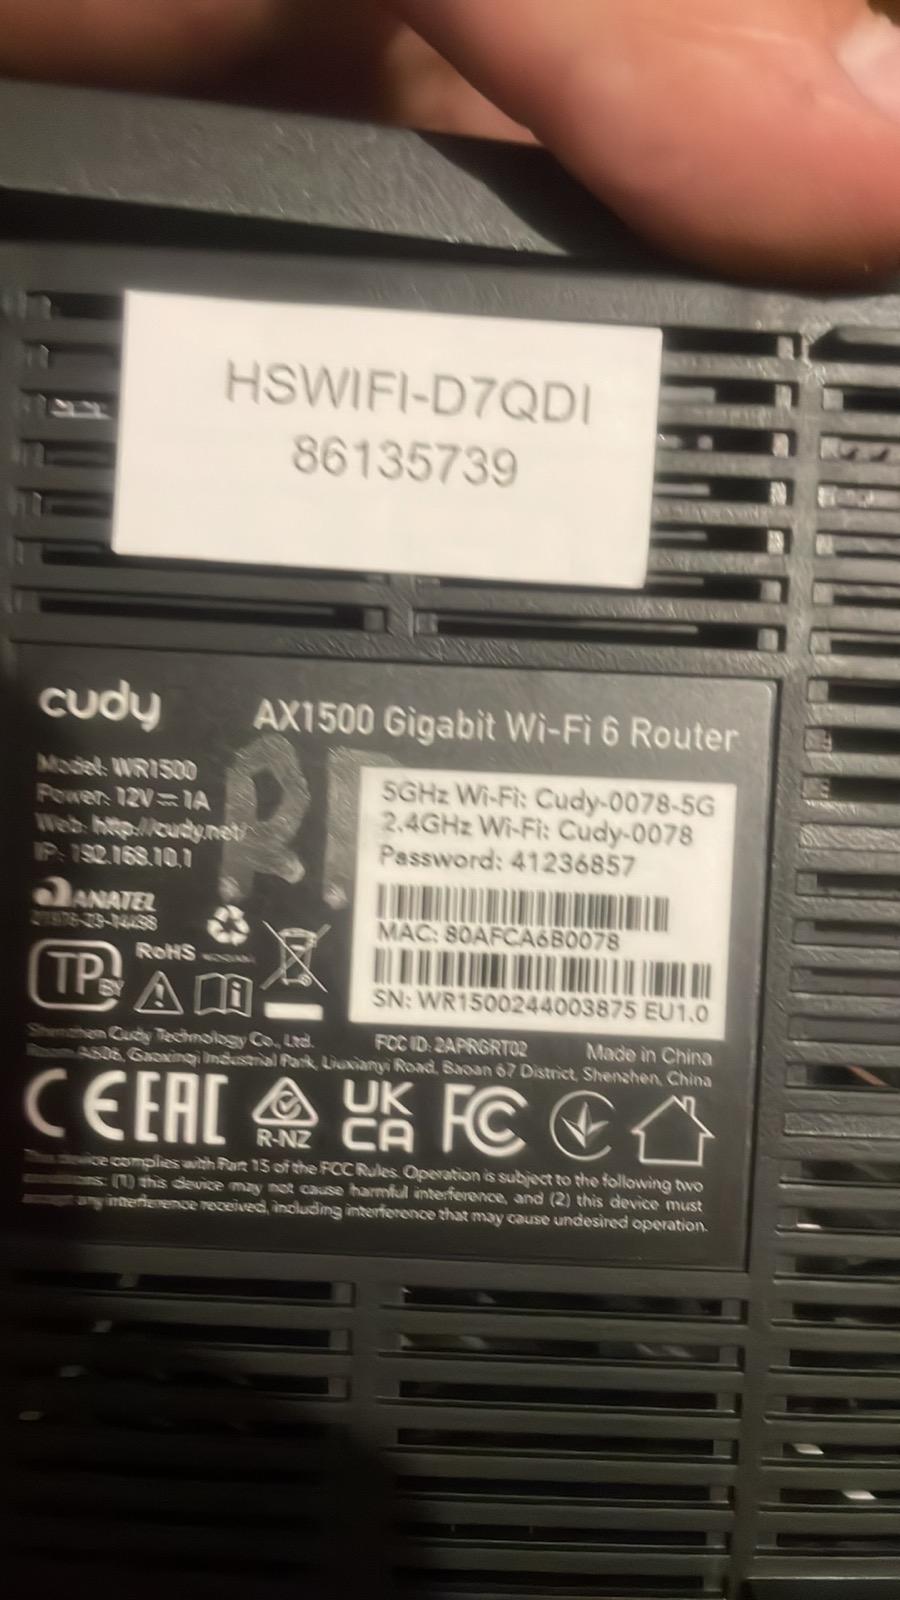 HSWIFI-D7QDI
86135739
cudy
AX1500 Gigabit Wi-Fi 6 Router
Model: WR1500
Power: 12V⎓1A
Web: http://cudy.net/
IP: 192.168.10.1
5GHz Wi-Fi: Cudy-0078-5G
2.4GHz Wi-Fi: Cudy-0078
Password: 41236857
MAC: 80AFCA6B0078
SN: WR1500244003875 EU1.0
ANATEL
RoHS
TP
BY
Shenzhen Cudy Technology Co., Ltd.
FCC ID: 2APRGRT02
Made in China
Room A606, Gaoxinqi Industrial Park, Liuxianyi Road, Baoan 67 District, Shenzhen, China
CE EAC R-NZ UK CA FC
This device complies with Part 15 of the FCC Rules. Operation is subject to the following two
conditions: (1) this device may not cause harmful interference, and (2) this device must
accept any interference received, including interference that may cause undesired operation.